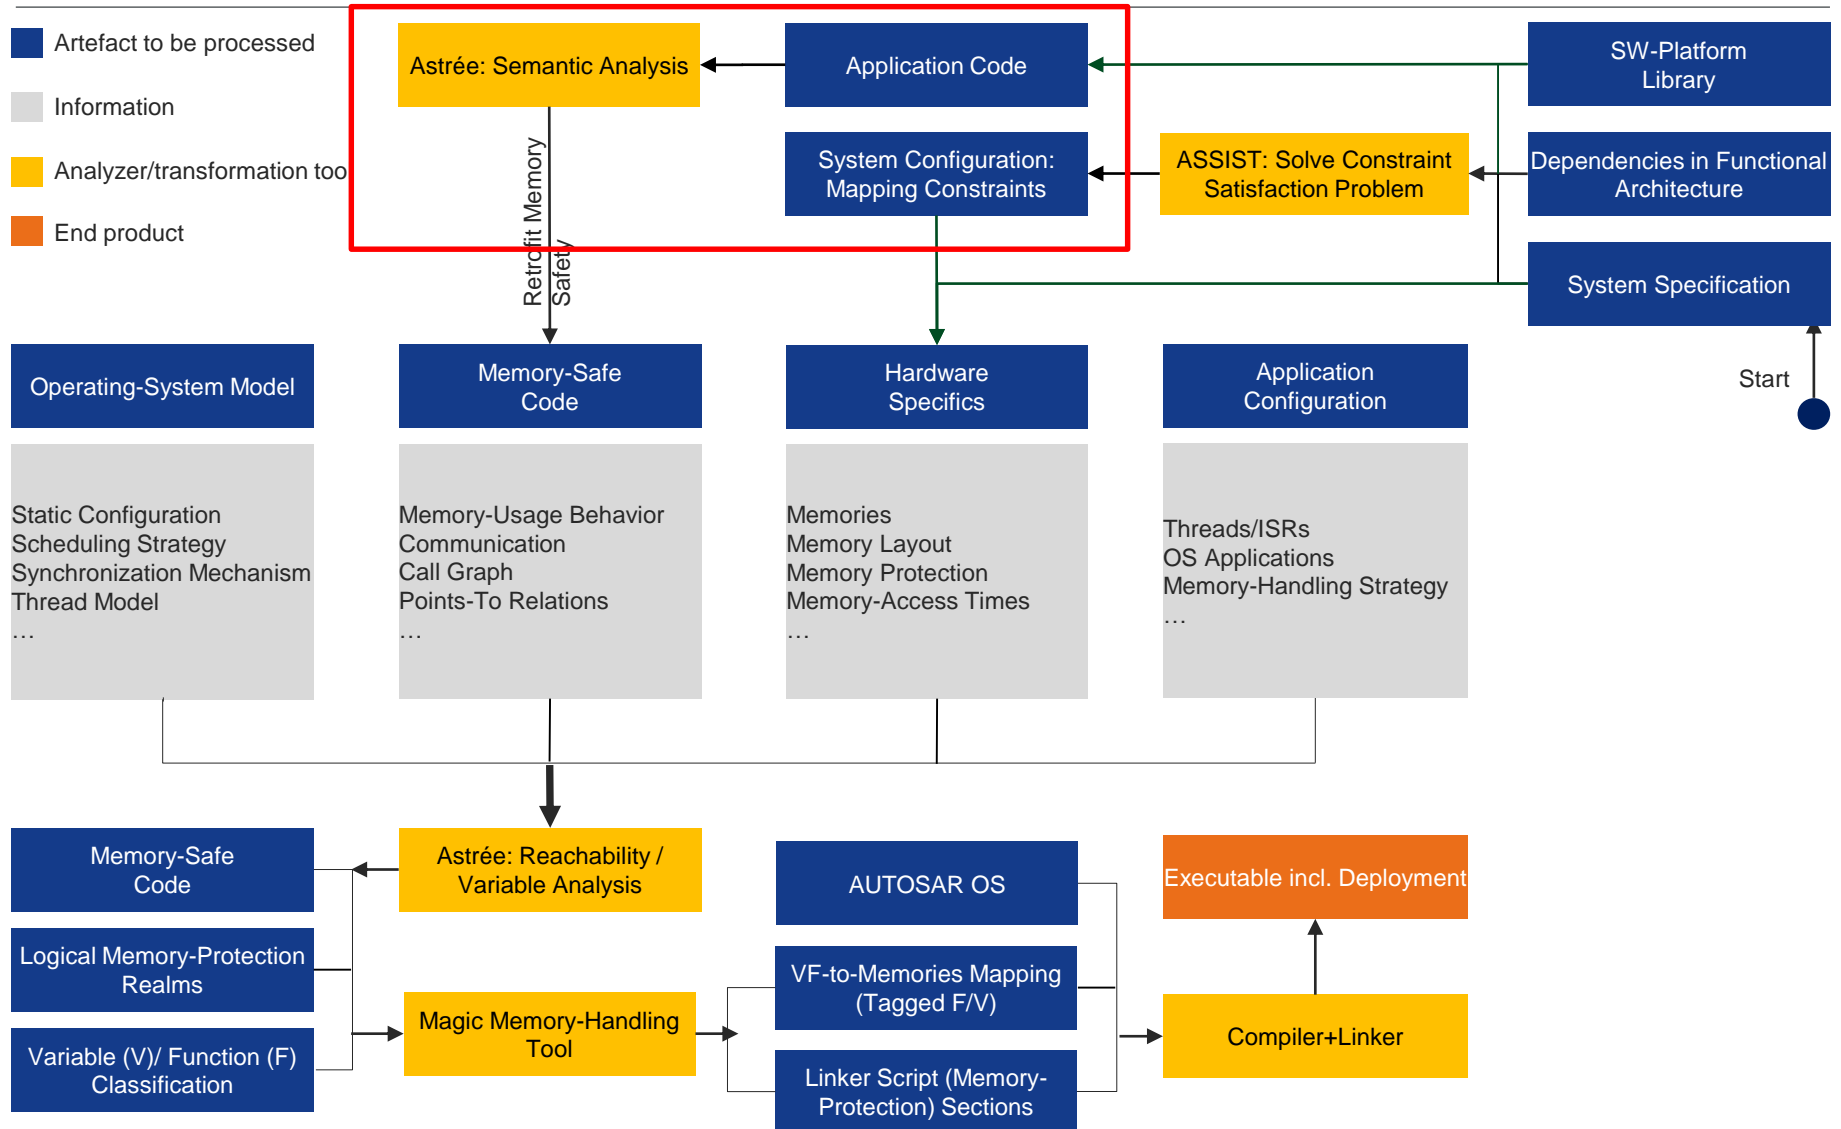 Artefact to be processed
Information
Analyzer/transformation too
End product
Astrée: Semantic Analysis
Application Code
SW-Platform
Library
System Configuration:
Mapping Constraints
ASSIST: Solve Constraint
Satisfaction Problem
Dependencies in Functional
Architecture
System Specification
Retrofit Memory
Safety
Start
Operating-System Model
Memory-Safe
Code
Hardware
Specifics
Application
Configuration
Static Configuration
Scheduling Strategy
Synchronization Mechanism
Thread Model
…
Memory-Usage Behavior
Communication
Call Graph
Points-To Relations
…
Memories
Memory Layout
Memory Protection
Memory-Access Times
…
Threads/ISRs
OS Applications
Memory-Handling Strategy
…
Memory-Safe
Code
Astrée: Reachability /
Variable Analysis
AUTOSAR OS
Executable incl. Deployment
Logical Memory-Protection
Realms
VF-to-Memories Mapping
(Tagged F/V)
Magic Memory-Handling
Tool
Compiler+Linker
Variable (V)/ Function (F)
Classification
Linker Script (Memory-
Protection) Sections